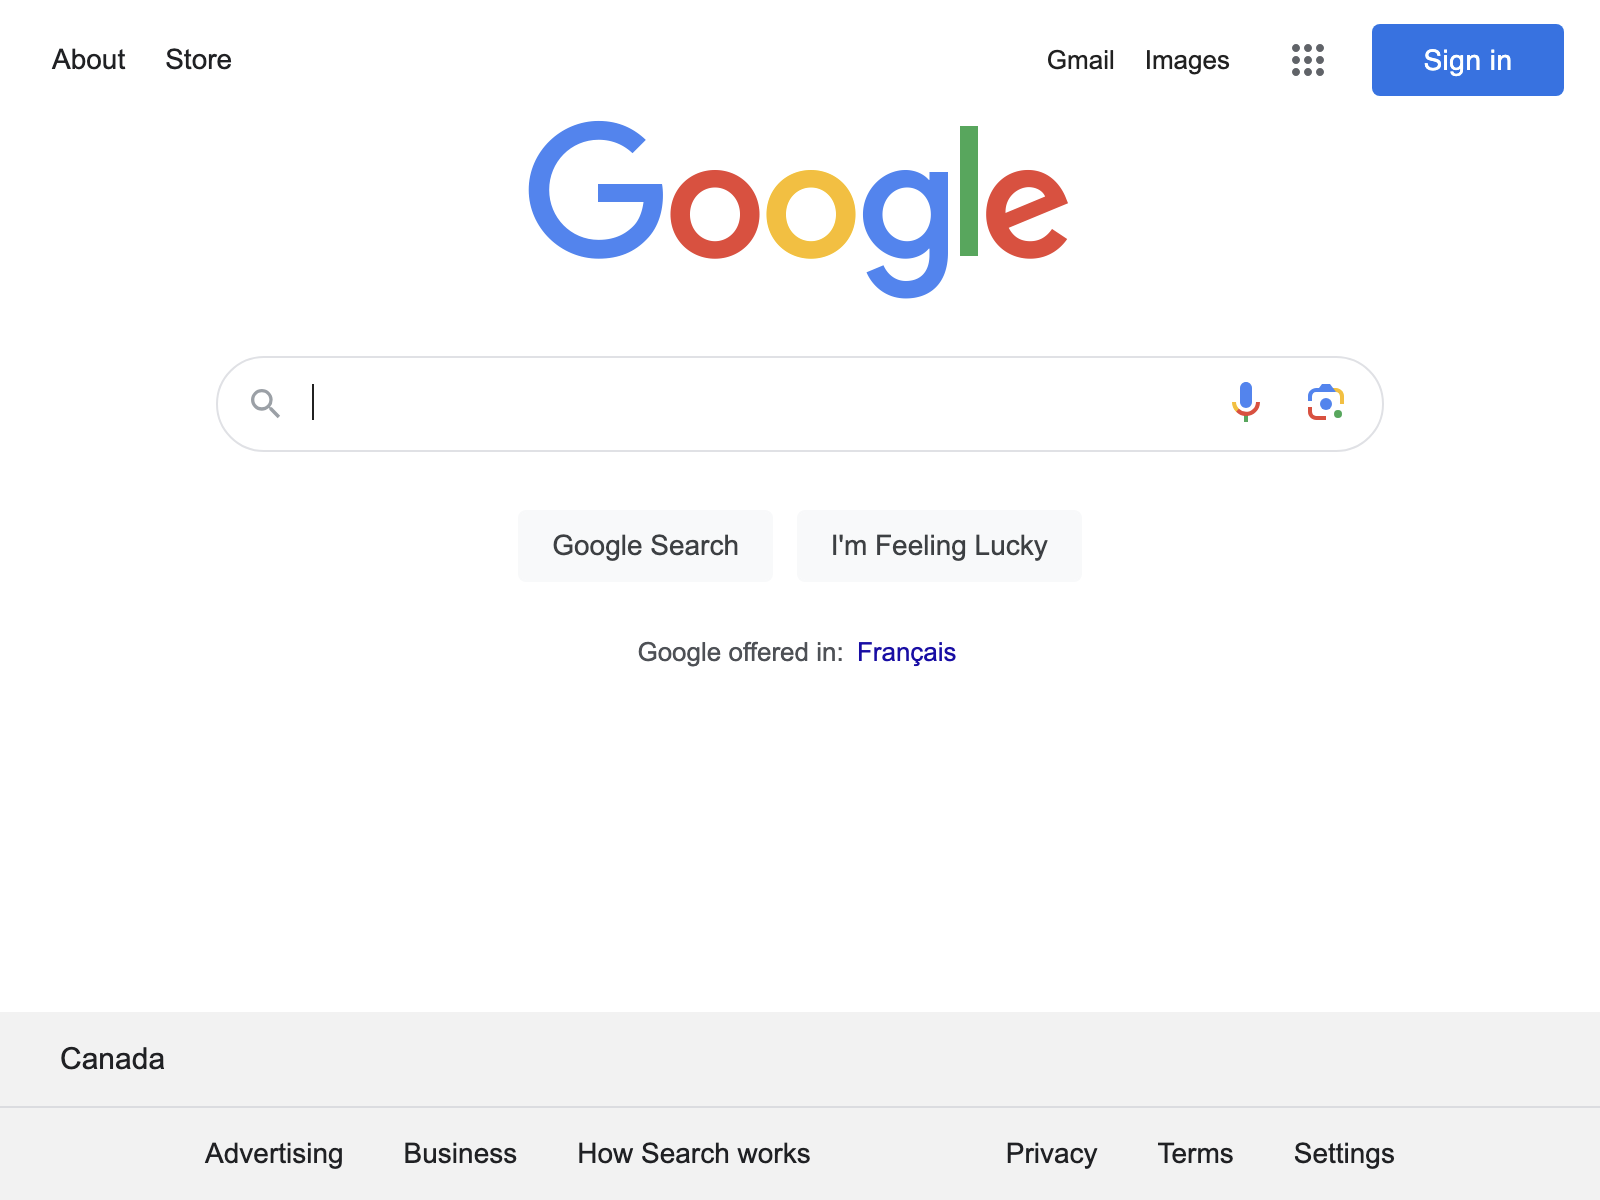 About Store Gmail Images Sign in
Google
Google Search I'm Feeling Lucky
Google offered in: Français
Canada
Advertising Business How Search works Privacy Terms Settings